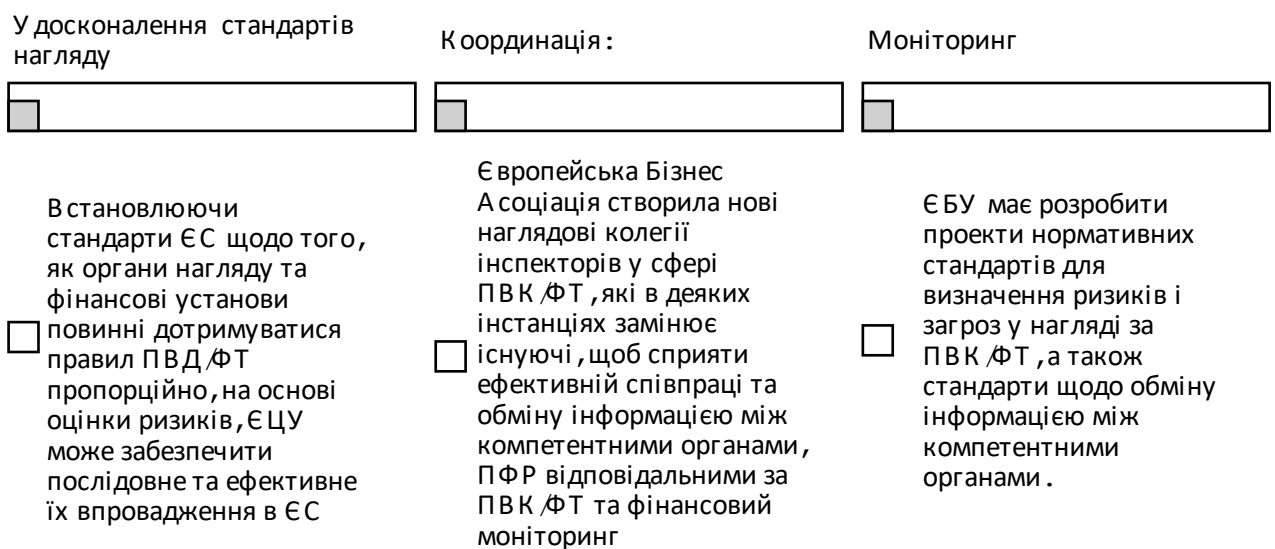 Удосконалення стандартів
нагляду
Координація:
Моніторинг
Встановлюючи
стандарти ЄС щодо того,
як органи нагляду та
фінансові установи
повинні дотримуватися
правил ПВД/ФТ
пропорційно, на основі
оцінки ризиків, ЄЦУ
може забезпечити
послідовне та ефективне
їх впровадження в ЄС
Європейська Бізнес
Асоціація створила нові
наглядові колегії
інспекторів у сфері
ПВК/ФТ, які в деяких
інстанціях замінює
існуючі, щоб сприяти
ефективній співпраці та
обміну інформацією між
компетентними органами,
ПФР відповідальними за
ПВК/ФТ та фінансовий
моніторинг
ЄБУ має розробити
проекти нормативних
стандартів для
визначення ризиків і
загроз у нагляді за
ПВК/ФТ, а також
стандарти щодо обміну
інформацією між
компетентними
органами.